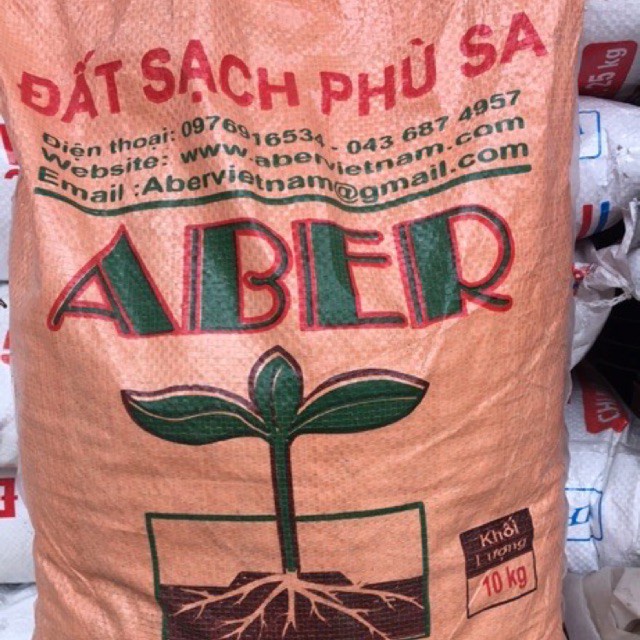 ĐẤT SẠCH PHÙ SA
Điện thoại: 0976916534 - 043 687 4957
Website: www.abervietnam.com
Email :Abervietnam@gmail.com
ABER
Khối
Lượng
10 kg
25 kg